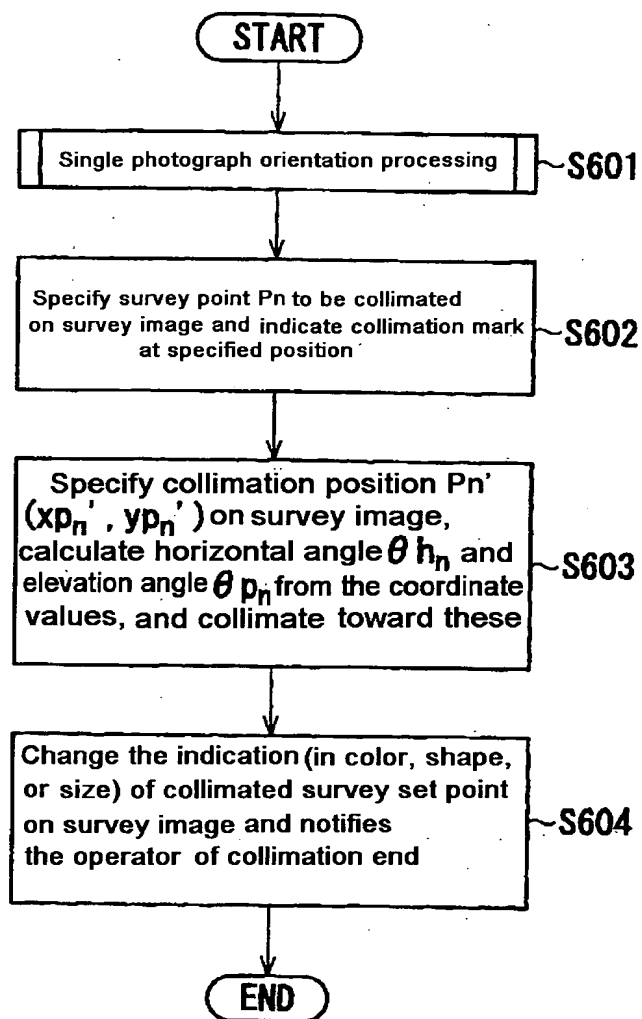 START
Single photograph orientation processing
S601
Specify survey point Pn to be collimated
on survey image and indicate collimation mark
at specified position
S602
Specify collimation position Pn'
(xpn', ypn') on survey image,
calculate horizontal angle θhn and
elevation angle θpn from the coordinate
values, and collimate toward these
S603
Change the indication (in color, shape,
or size) of collimated survey set point
on survey image and notifies
the operator of collimation end
S604
END